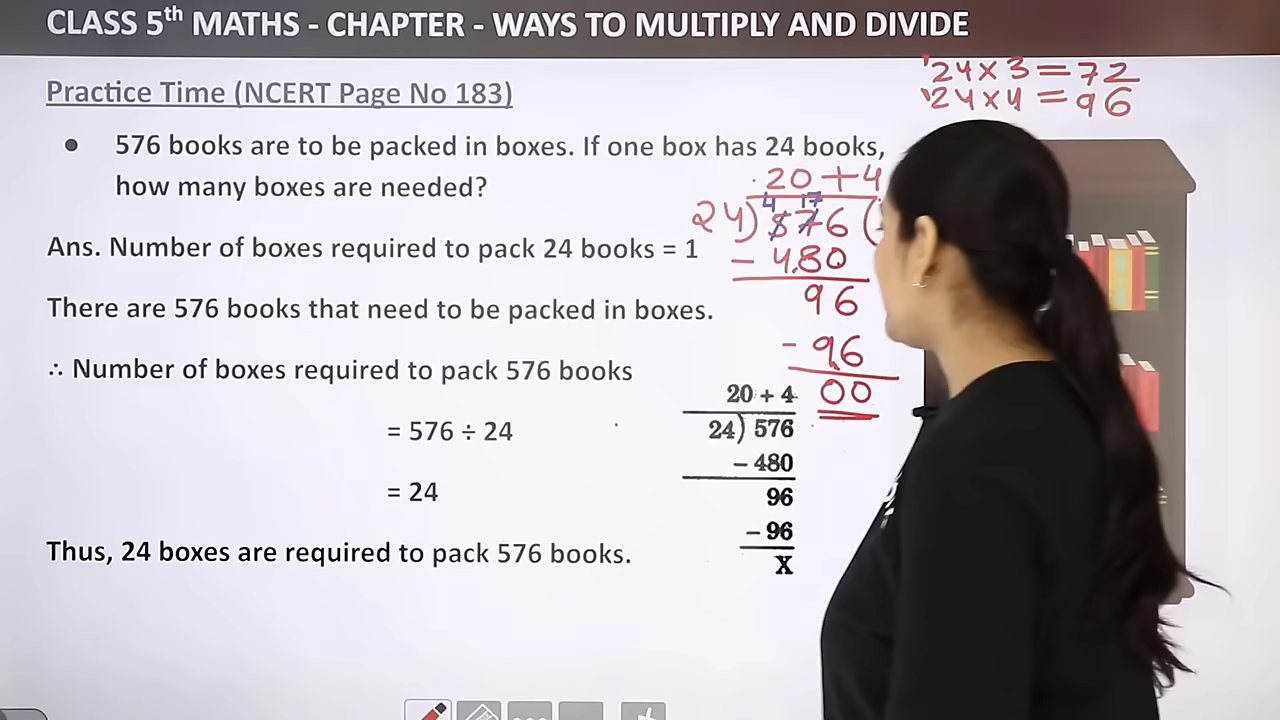 CLASS 5th MATHS - CHAPTER - WAYS TO MULTIPLY AND DIVIDE
24 x 3 = 72
24 x 4 = 96
Practice Time (NCERT Page No 183)
• 576 books are to be packed in boxes. If one box has 24 books,
how many boxes are needed?
20 + 4
4 17
24) 576 (
- 480
96
- 96
00
Ans. Number of boxes required to pack 24 books = 1
There are 576 books that need to be packed in boxes.
∴ Number of boxes required to pack 576 books
= 576 ÷ 24
= 24
20 + 4
24) 576
- 480
96
- 96
X
Thus, 24 boxes are required to pack 576 books.